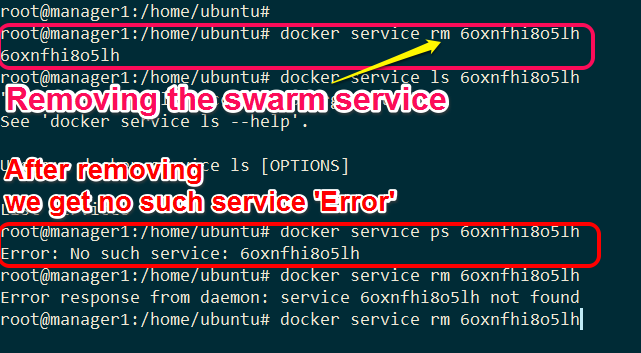 root@manager1:/home/ubuntu#
root@manager1:/home/ubuntu# docker service rm 6oxnfhi8o5lh
6oxnfhi8o5lh
root@manager1:/home/ubuntu# docker service ls 6oxnfhi8o5lh
Removing the swarm service
See 'docker service ls --help'.
ls [OPTIONS]
After removing
we get no such service 'Error'
root@manager1:/home/ubuntu# docker service ps 6oxnfhi8o5lh
Error: No such service: 6oxnfhi8o5lh
root@manager1:/home/ubuntu# docker service rm 6oxnfhi8o5lh
Error response from daemon: service 6oxnfhi8o5lh not found
root@manager1:/home/ubuntu# docker service rm 6oxnfhi8o5lh